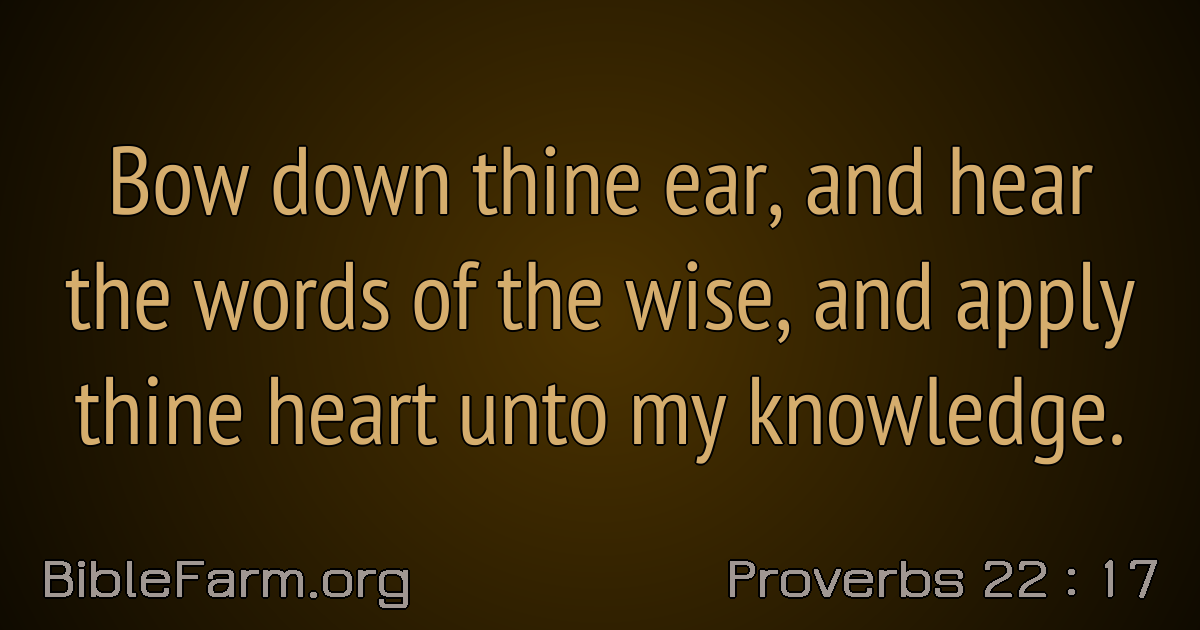 Bow down thine ear, and hear
the words of the wise, and apply
thine heart unto my knowledge.
BibleFarm.org
Proverbs 22 : 17